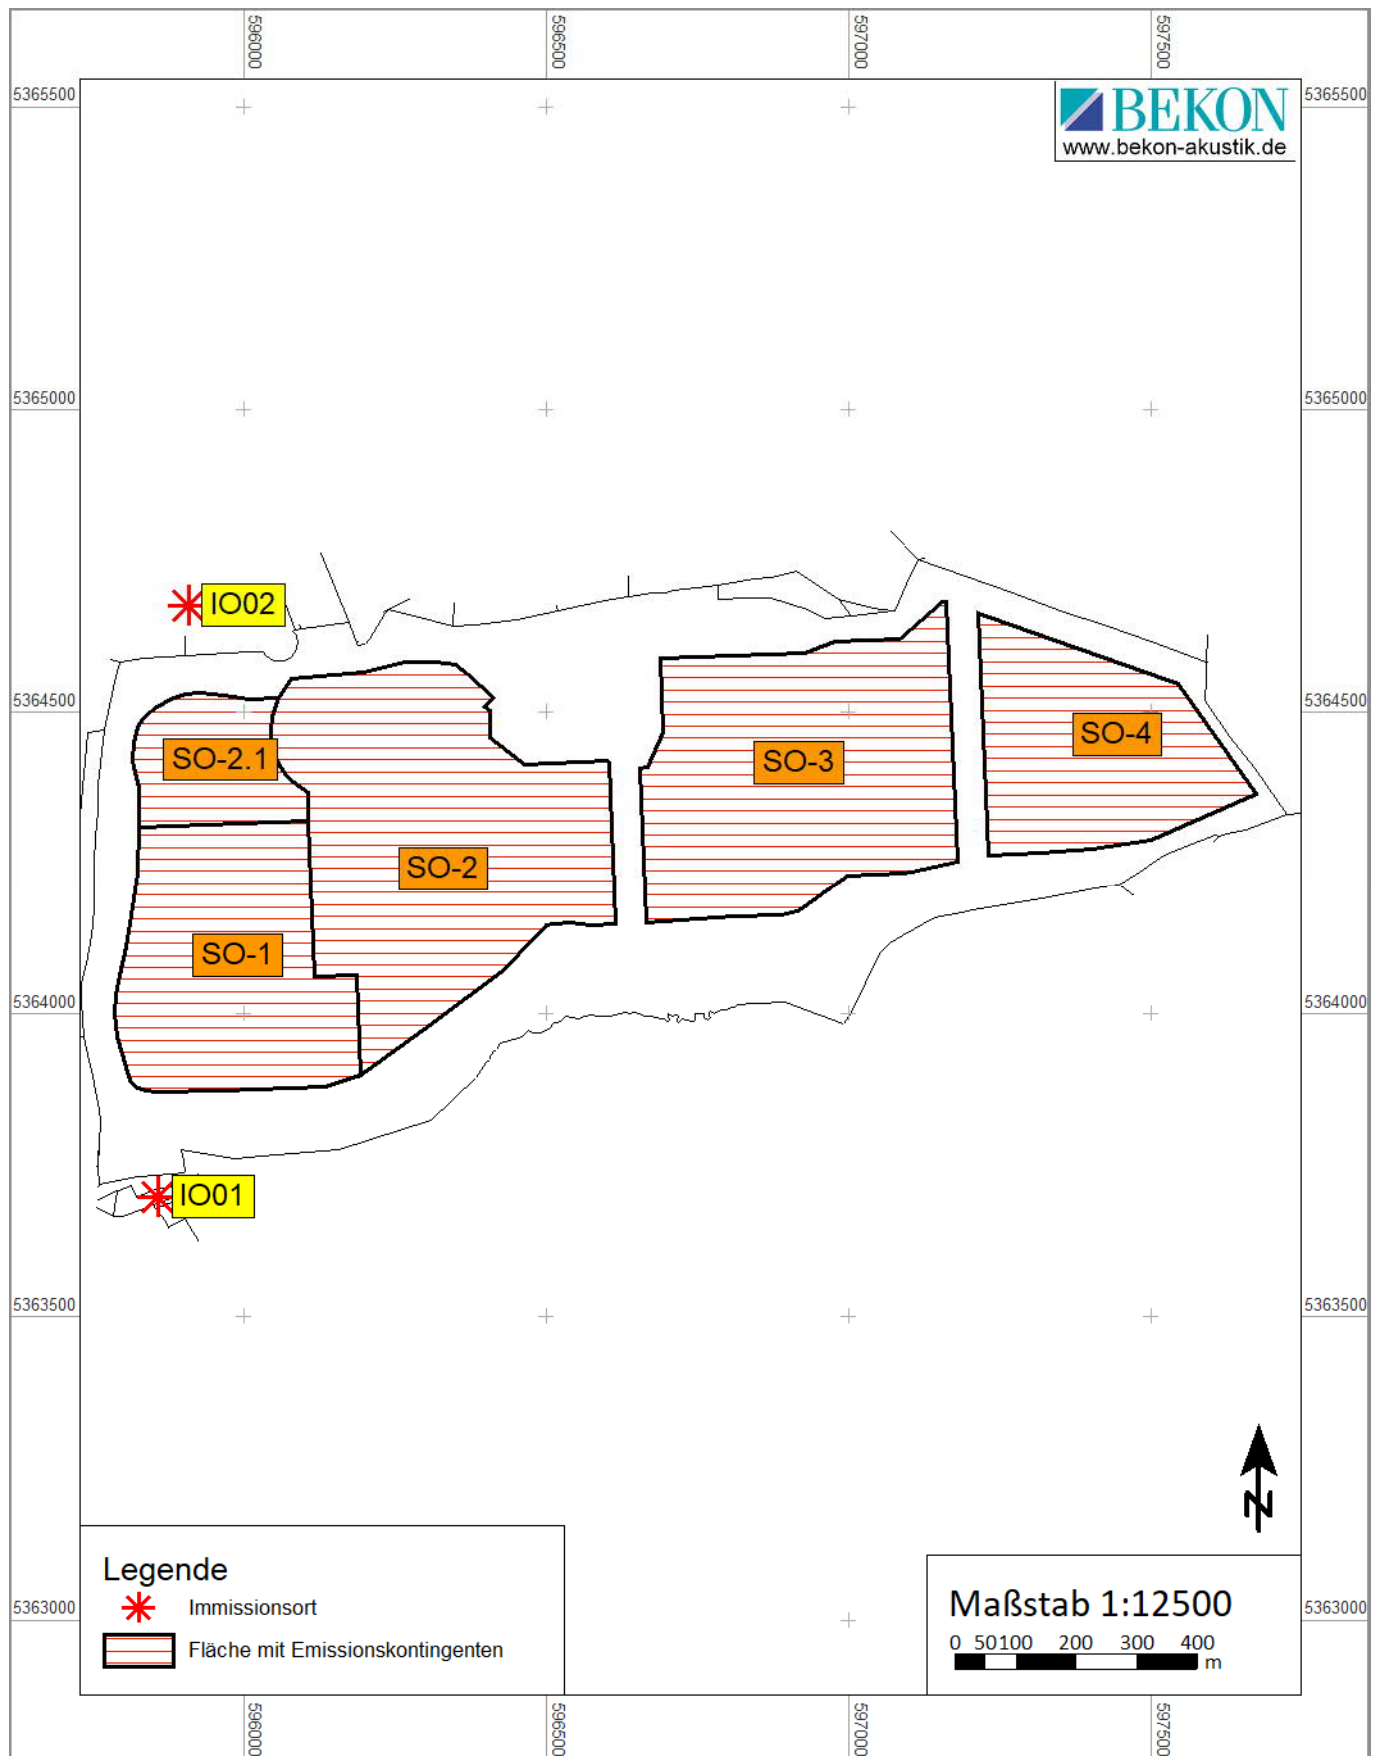 596000
596500
597000
597500
5365500
5365500
BEKON
www.bekon-akustik.de
5365000
5365000
IO02
5364500
5364500
SO-4
SO-2.1
SO-3
SO-2
SO-1
5364000
5364000
IO01
5363500
5363500
N
Legende
Immissionsort
Fläche mit Emissionskontingenten
Maßstab 1:12500
0 50 100 200 300 400
m
5363000
5363000
596000
596500
597000
597500